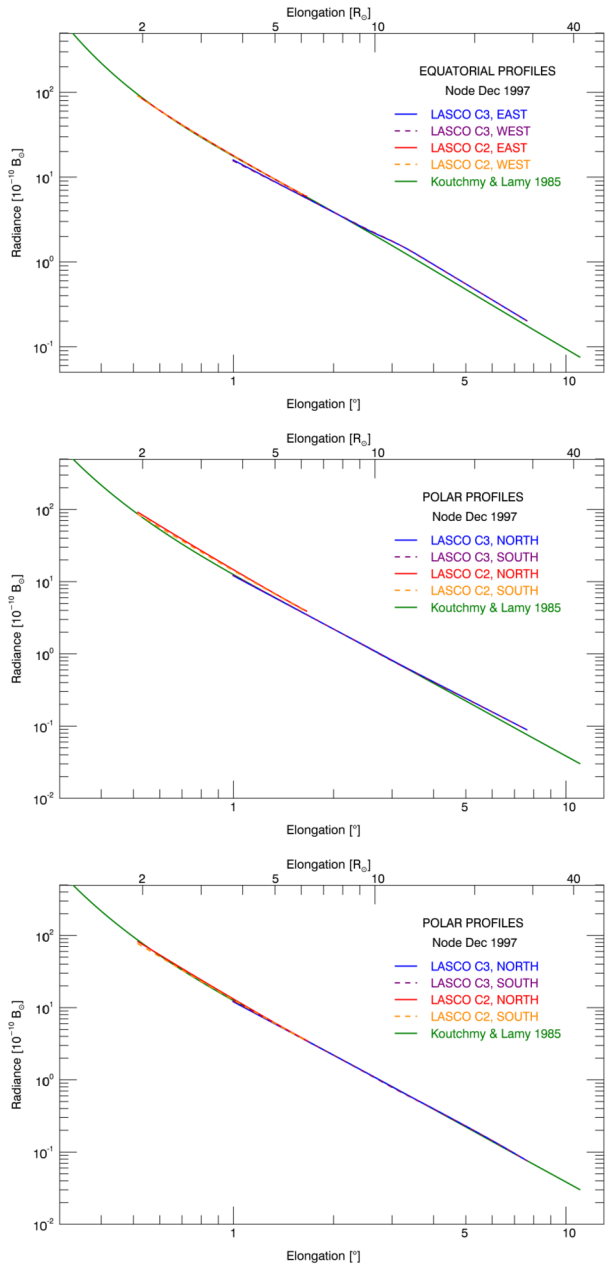 Elongation [R☉]
2 5 10 20 30 40
EQUATORIAL PROFILES
Node Dec 1997
LASCO C3, EAST
LASCO C3, WEST
LASCO C2, EAST
LASCO C2, WEST
Koutchmy & Lamy 1985
Radiance [10⁻¹⁰ B☉]
10²
10¹
10⁰
10⁻¹
1 5 10
Elongation [°]
Elongation [R☉]
2 5 10 20 30 40
POLAR PROFILES
Node Dec 1997
LASCO C3, NORTH
LASCO C3, SOUTH
LASCO C2, NORTH
LASCO C2, SOUTH
Koutchmy & Lamy 1985
Radiance [10⁻¹⁰ B☉]
10²
10¹
10⁰
10⁻¹
10⁻²
1 5 10
Elongation [°]
Elongation [R☉]
2 5 10 20 30 40
POLAR PROFILES
Node Dec 1997
LASCO C3, NORTH
LASCO C3, SOUTH
LASCO C2, NORTH
LASCO C2, SOUTH
Koutchmy & Lamy 1985
Radiance [10⁻¹⁰ B☉]
10²
10¹
10⁰
10⁻¹
10⁻²
1 5 10
Elongation [°]